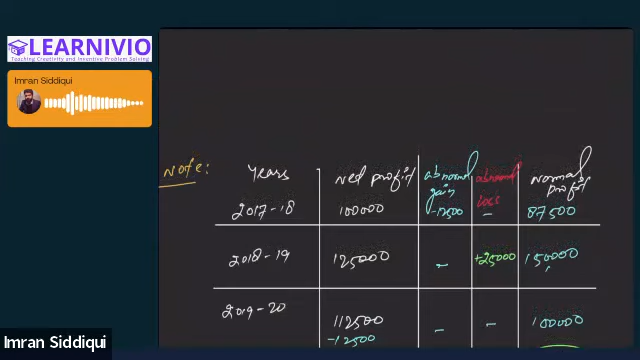 LEARNIVIO
Teaching Creativity and Inventive Problem Solving
Imran Siddiqui
Note:
Years Net profit abnormal gain abnormal loss Normal profit
2017-18 100000 -12500 - 87500
2018-19 125000 - +25000 150000
2019-20 112500 - - 100000
-12500
Imran Siddiqui